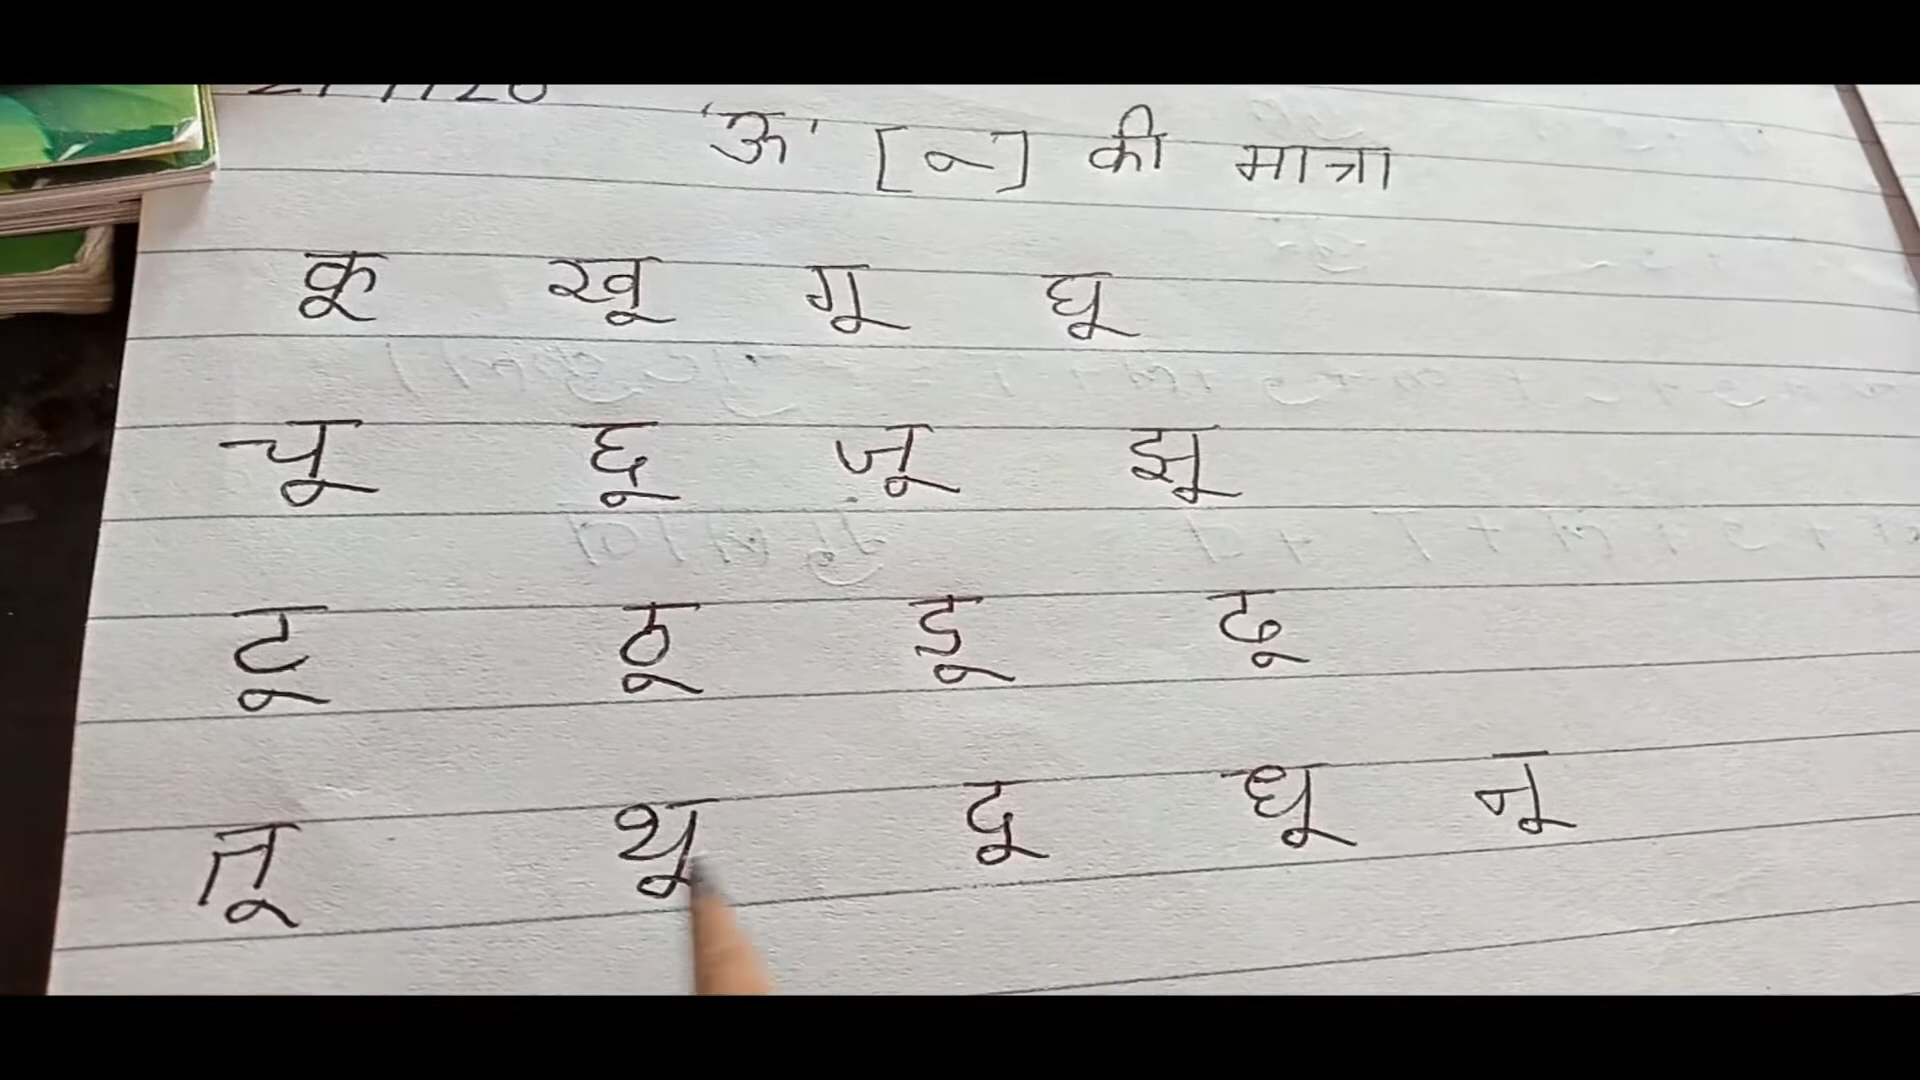 'ऊ' [ ू ] की मात्रा
कू खू गू घू
चू छू जू झू
टू ठू डू ढू
तू थू दू धू नू